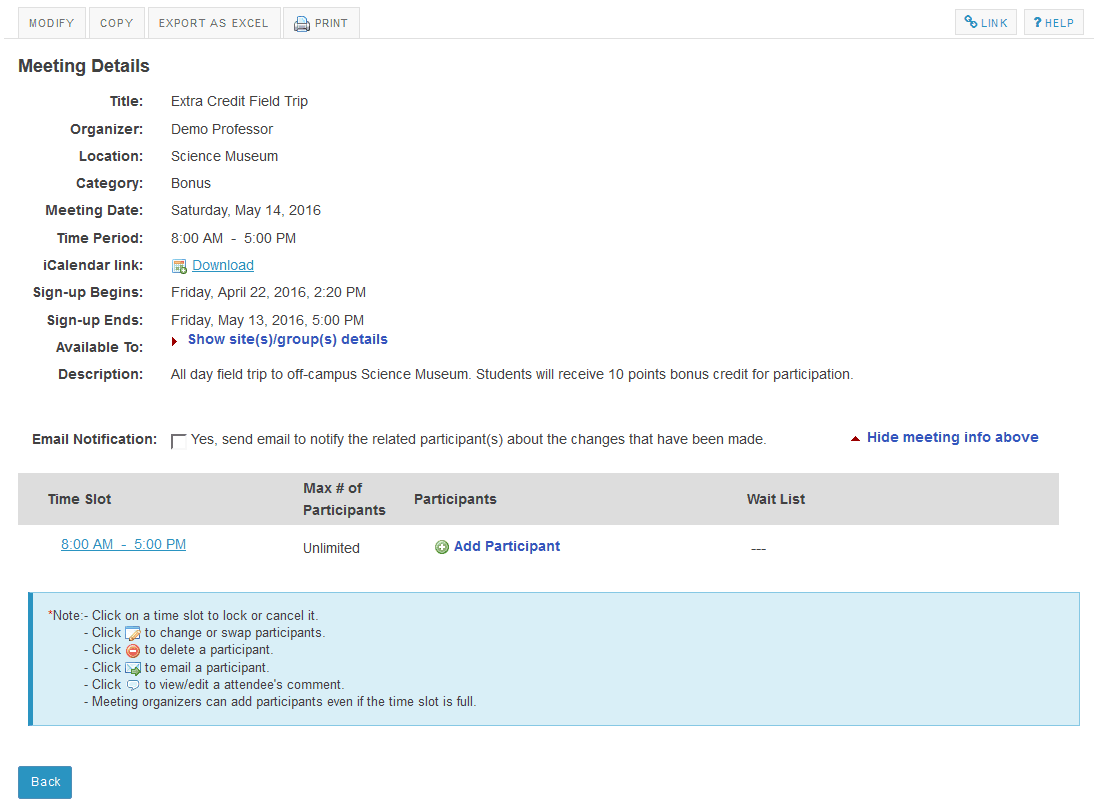 MODIFY COPY EXPORT AS EXCEL PRINT LINK ? HELP
Meeting Details
Title: Extra Credit Field Trip
Organizer: Demo Professor
Location: Science Museum
Category: Bonus
Meeting Date: Saturday, May 14, 2016
Time Period: 8:00 AM - 5:00 PM
iCalendar link: Download
Sign-up Begins: Friday, April 22, 2016, 2:20 PM
Sign-up Ends: Friday, May 13, 2016, 5:00 PM
Available To: Show site(s)/group(s) details
Description: All day field trip to off-campus Science Museum. Students will receive 10 points bonus credit for participation.
Email Notification: Yes, send email to notify the related participant(s) about the changes that have been made. Hide meeting info above
Time Slot Max # of Participants Participants Wait List
8:00 AM - 5:00 PM Unlimited Add Participant ---
*Note:- Click on a time slot to lock or cancel it.
- Click to change or swap participants.
- Click to delete a participant.
- Click to email a participant.
- Click to view/edit a attendee's comment.
- Meeting organizers can add participants even if the time slot is full.
Back